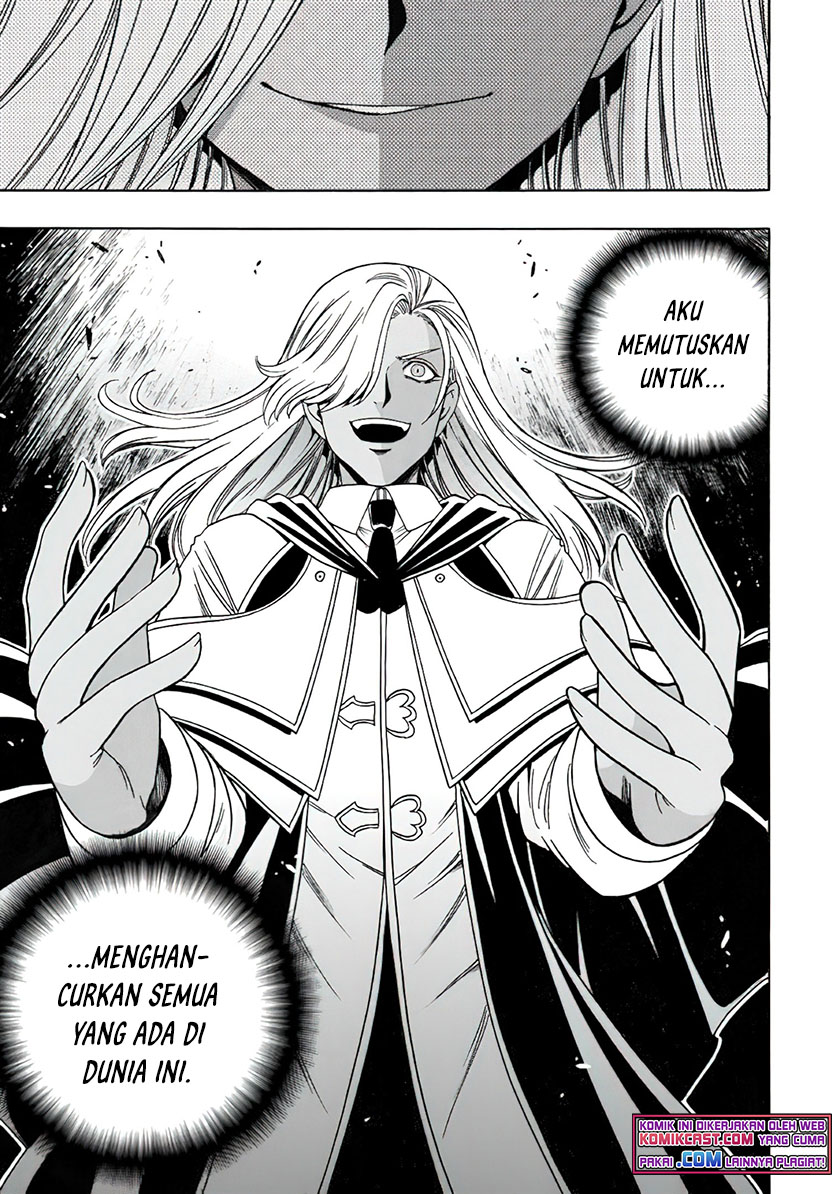 AKU
MEMUTUSKAN
UNTUK...
...MENGHAN-
CURKAN SEMUA
YANG ADA DI
DUNIA INI.
KOMIK INI DIKERJAKAN OLEH WEB
KOMIKCAST.COM YANG CUMA
PAKAI .COM LAINNYA PLAGIAT!